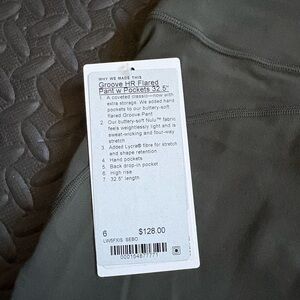 WHY WE MADE THIS
Groove HR Flared
Pant w Pockets 32.5"
1 A coveted classic—now with
extra storage. We added hand
pockets to our buttery-soft
flared Groove Pant
2 Our buttery-soft Nulu™ fabric
feels weightlessly light and is
sweat-wicking and four-way
stretch
3 Added Lycra® fibre for stretch
and shape retention
4 Hand pockets
5 Back drop-in pocket
6 High rise
7 32.5" length
6 $128.00
LW5FXIS SEBO